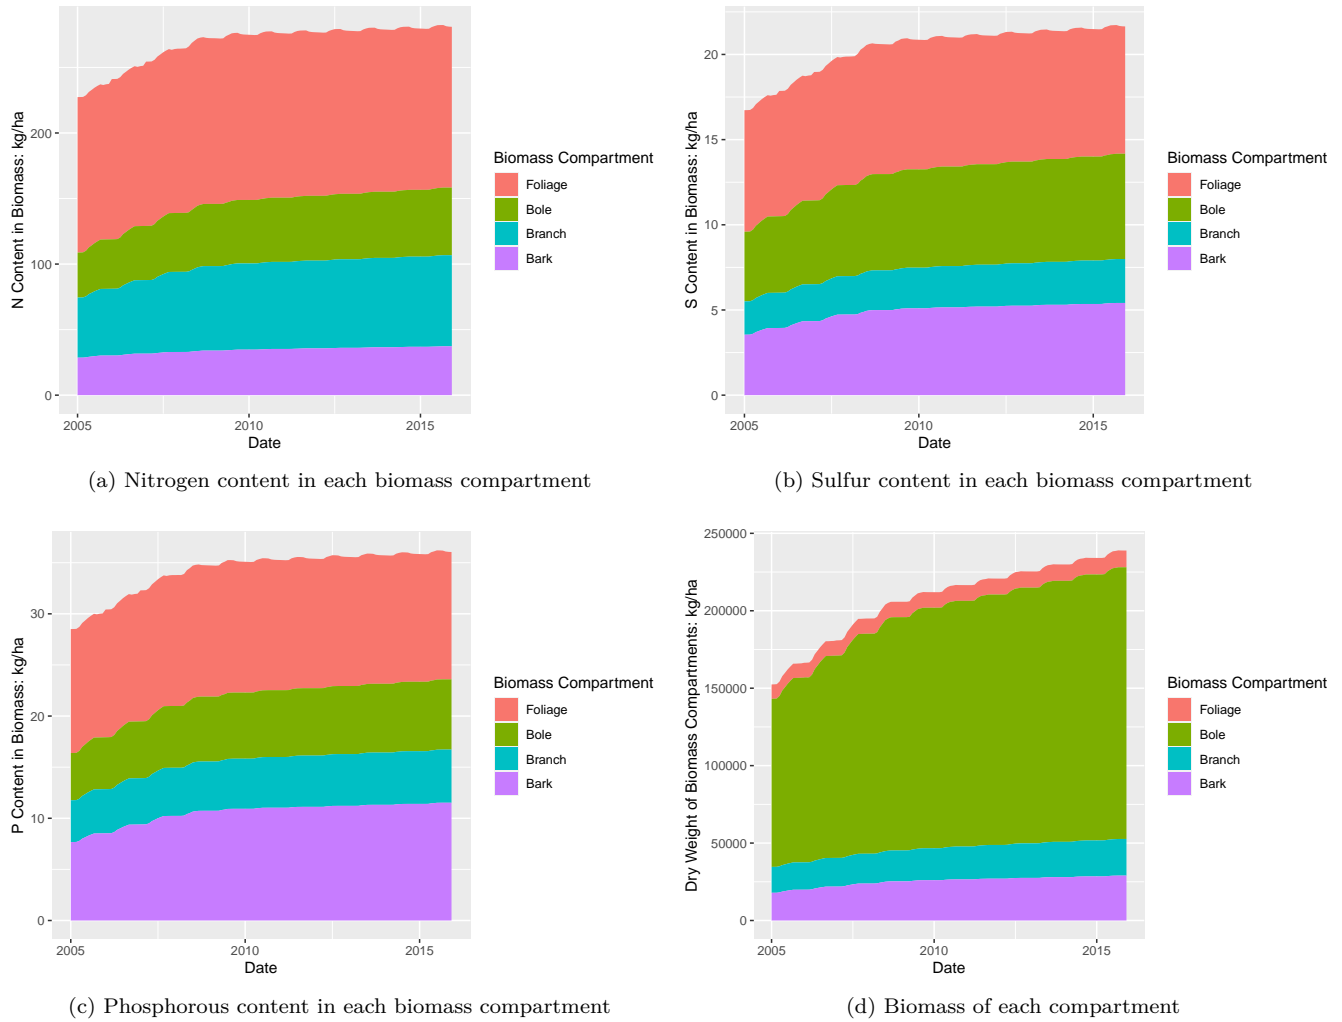 N Content in Biomass: kg/ha
200
100
0
2005 2010 2015
Date
Biomass Compartment
Foliage
Bole
Branch
Bark
(a) Nitrogen content in each biomass compartment
S Content in Biomass: kg/ha
20
15
10
5
0
2005 2010 2015
Date
Biomass Compartment
Foliage
Bole
Branch
Bark
(b) Sulfur content in each biomass compartment
P Content in Biomass: kg/ha
30
20
10
0
2005 2010 2015
Date
Biomass Compartment
Foliage
Bole
Branch
Bark
(c) Phosphorous content in each biomass compartment
Dry Weight of Biomass Compartments: kg/ha
250000
200000
150000
100000
50000
0
2005 2010 2015
Date
Biomass Compartment
Foliage
Bole
Branch
Bark
(d) Biomass of each compartment